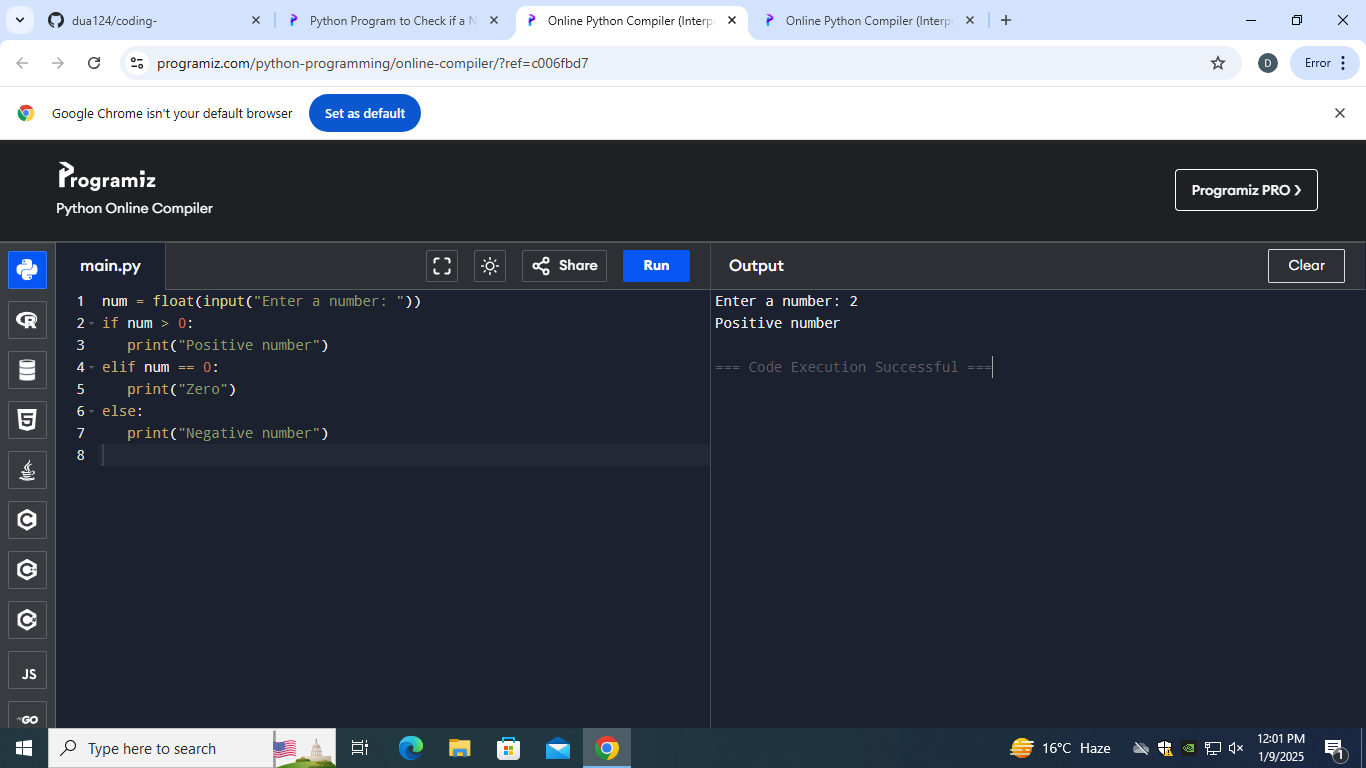 dua124/coding-
Python Program to Check if a N
Online Python Compiler (Interp
Online Python Compiler (Interp
programiz.com/python-programming/online-compiler/?ref=c006fbd7
D
Error
Google Chrome isn't your default browser
Set as default
Programiz
Python Online Compiler
Programiz PRO
main.py
Share
Run
Output
Clear
1 num = float(input("Enter a number: "))
2 if num > 0:
3 print("Positive number")
4 elif num == 0:
5 print("Zero")
6 else:
7 print("Negative number")
8
Enter a number: 2
Positive number
=== Code Execution Successful ===
R
5
C
C
C
JS
GO
Type here to search
16°C Haze
12:01 PM
1/9/2025
1